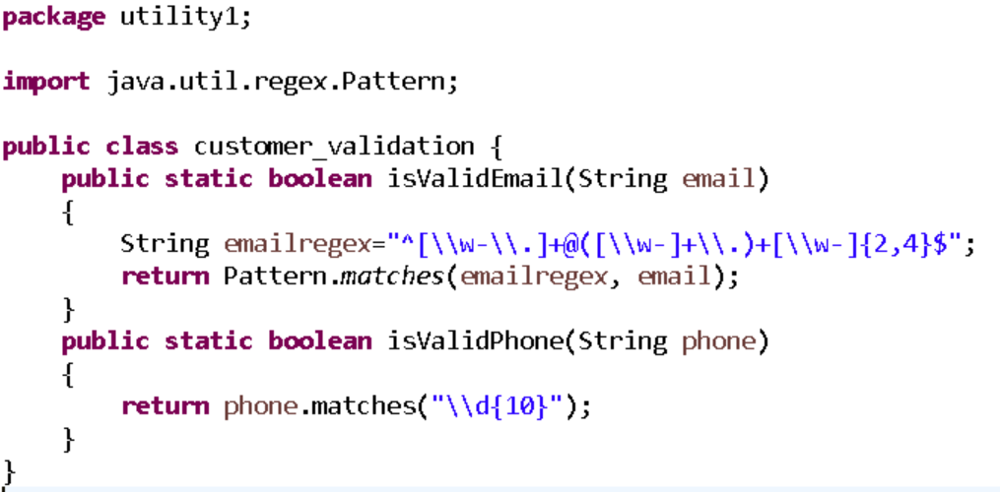 package utility1;
import java.util.regex.Pattern;
public class customer_validation {
public static boolean isValidEmail(String email)
{
String emailregex="^[\\w-\\.]+@([\\w-]+\\.)+[\\w-]{2,4}$";
return Pattern.matches(emailregex, email);
}
public static boolean isValidPhone(String phone)
{
return phone.matches("\\d{10}");
}
}